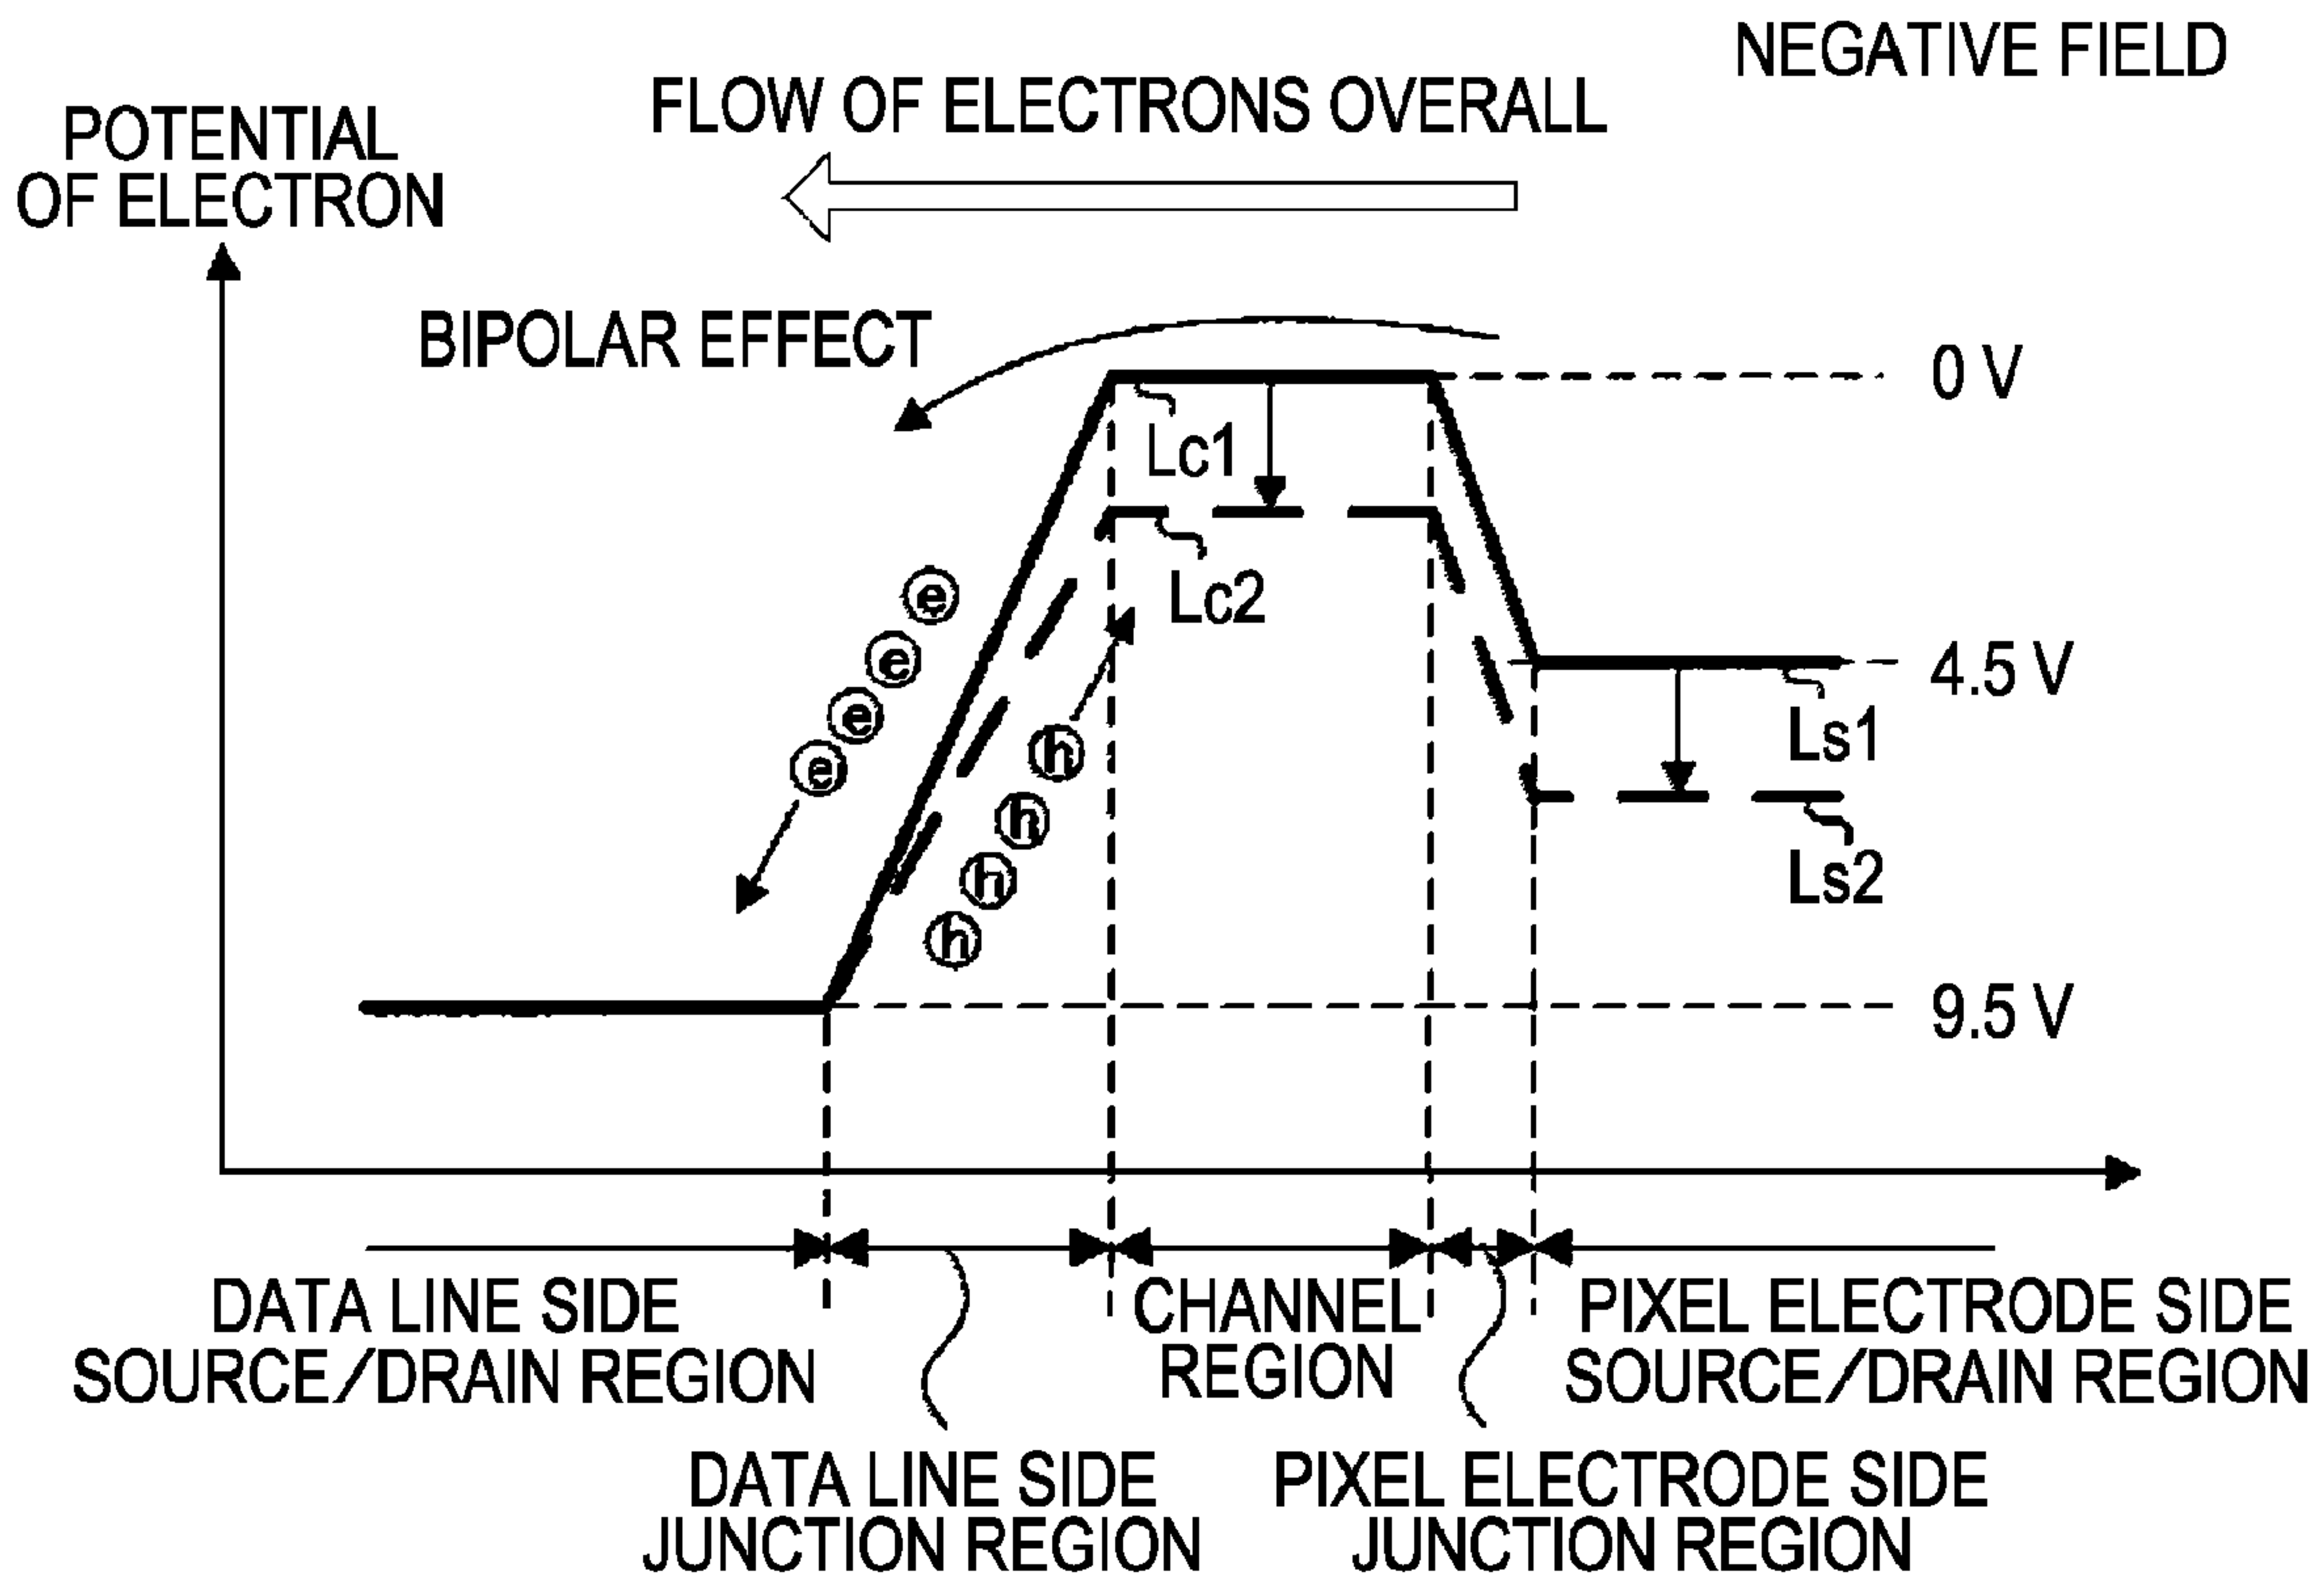 NEGATIVE FIELD
FLOW OF ELECTRONS OVERALL
POTENTIAL
OF ELECTRON
BIPOLAR EFFECT
0 V
Lc1
Lc2
e
e
e
e
4.5 V
Ls1
h
h
h
h
Ls2
9.5 V
DATA LINE SIDE
SOURCE/DRAIN REGION
CHANNEL
REGION
PIXEL ELECTRODE SIDE
SOURCE/DRAIN REGION
DATA LINE SIDE
JUNCTION REGION
PIXEL ELECTRODE SIDE
JUNCTION REGION